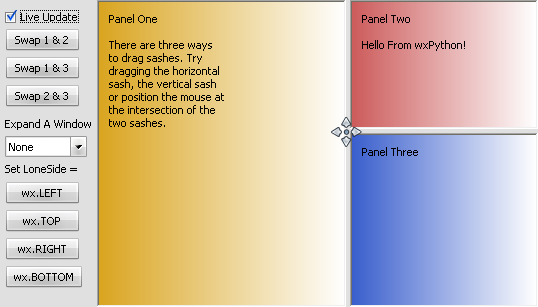 Live Update
Swap 1 & 2
Swap 1 & 3
Swap 2 & 3
Expand A Window
None
Set LoneSide =
wx.LEFT
wx.TOP
wx.RIGHT
wx.BOTTOM
Panel One
There are three ways
to drag sashes. Try
dragging the horizontal
sash, the vertical sash
or position the mouse at
the intersection of the
two sashes.
Panel Two
Hello From wxPython!
Panel Three